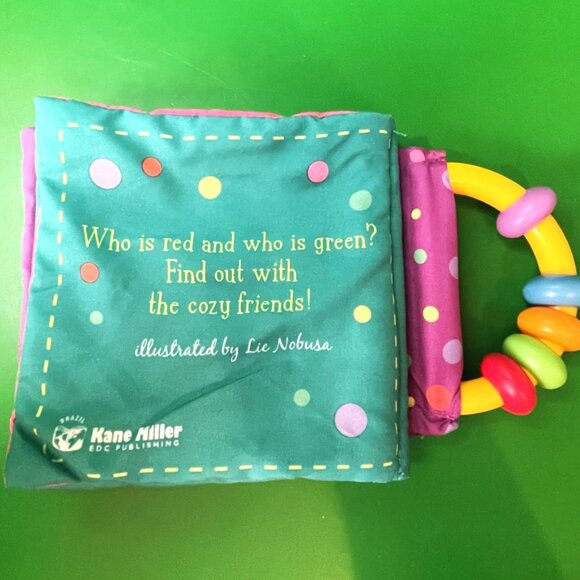 Who is red and who is green?
Find out with
the cozy friends!
illustrated by Lie Nobusa
BRAZIL
Kane Miller
EDC PUBLISHING